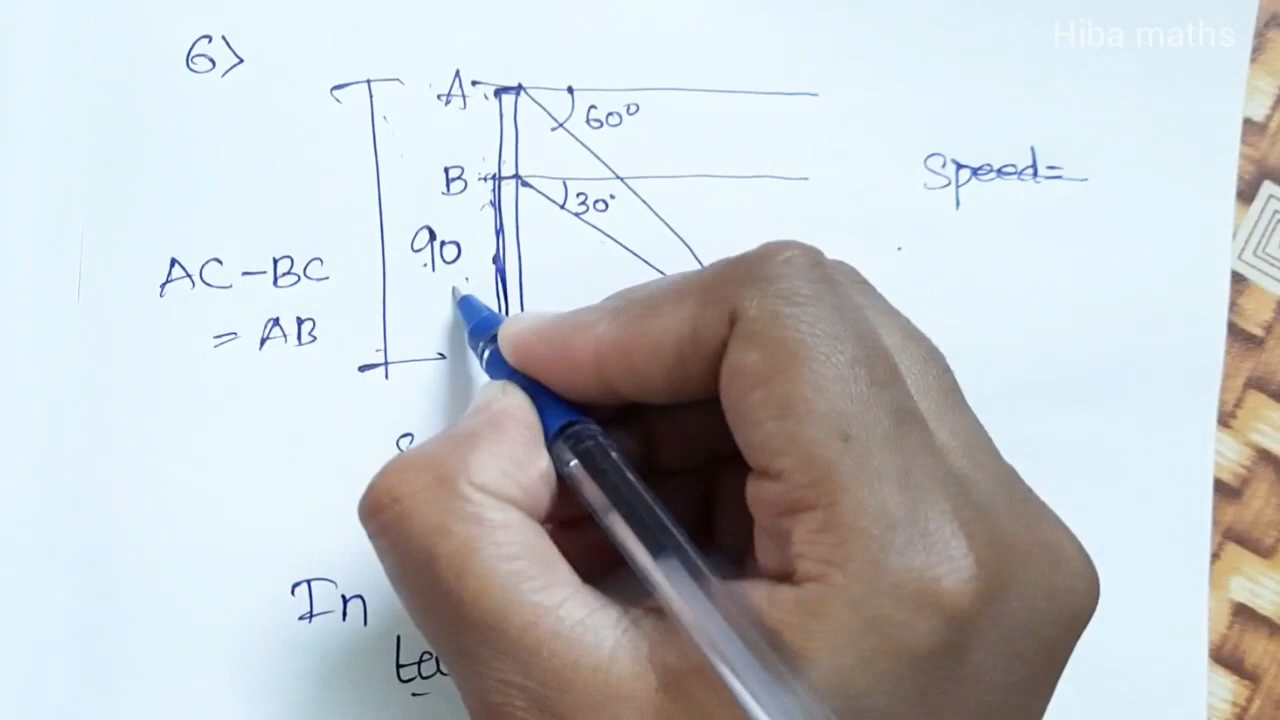 Hiba maths
6>
A
60°
B
30°
Speed=
90
AC-BC
= AB
In